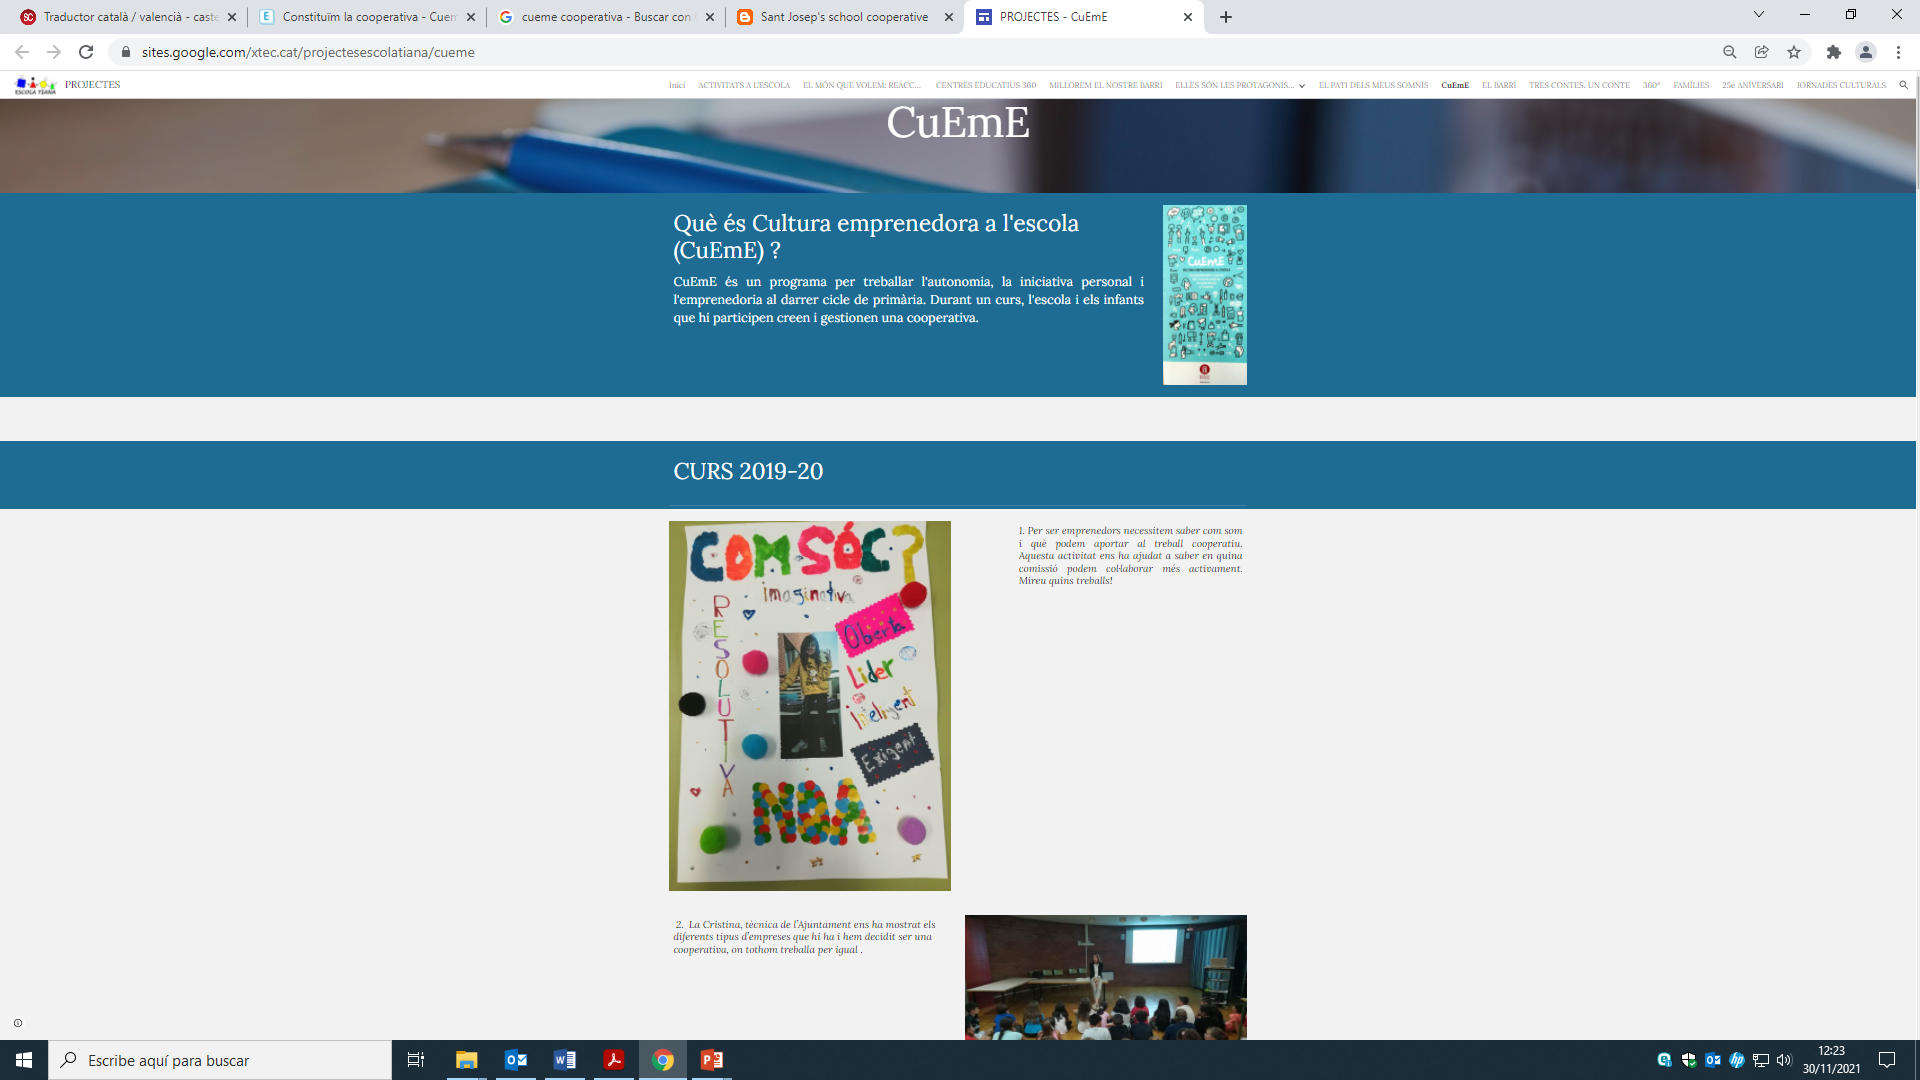 Traductor català / valencià - caste
Constituïm la cooperativa - Cuem
cueme cooperativa - Buscar con
Sant Josep's school cooperative
PROJECTES - CuEmE
sites.google.com/xtec.cat/projectesescolatiana/cueme
ESCOLA TIANA
PROJECTES
Inici
ACTIVITATS A L'ESCOLA
EL MÓN QUE VOLEM: REACC...
CENTRES EDUCATIUS 360
MILLOREM EL NOSTRE BARRI
ELLES SÓN LES PROTAGONIS...
EL PATI DELS MEUS SOMNIS
CuEmE
EL BARRI
TRES CONTES. UN CONTE
360º
FAMÍLIES
25è ANIVERSARI
JORNADES CULTURALS
CuEmE
Què és Cultura emprenedora a l'escola
(CuEmE) ?
CuEmE és un programa per treballar l'autonomia, la iniciativa personal i
l'emprenedoria al darrer cicle de primària. Durant un curs, l'escola i els infants
que hi participen creen i gestionen una cooperativa.
CuEmE
CURS 2019-20
COM SÓC?
imaginativa
RESOLUTIVA
Oberta
Lider
inteligent
Exigent
NOA
1. Per ser emprenedors necessitem saber com som
i què podem aportar al treball cooperatiu.
Aquesta activitat ens ha ajudat a saber en quina
comissió podem col·laborar més activament.
Mireu quins treballs!
2. La Cristina, tècnica de l'Ajuntament ens ha mostrat els
diferents tipus d'empreses que hi ha i hem decidit ser una
cooperativa, on tothom treballa per igual .
Escribe aquí para buscar
12:23
30/11/2021